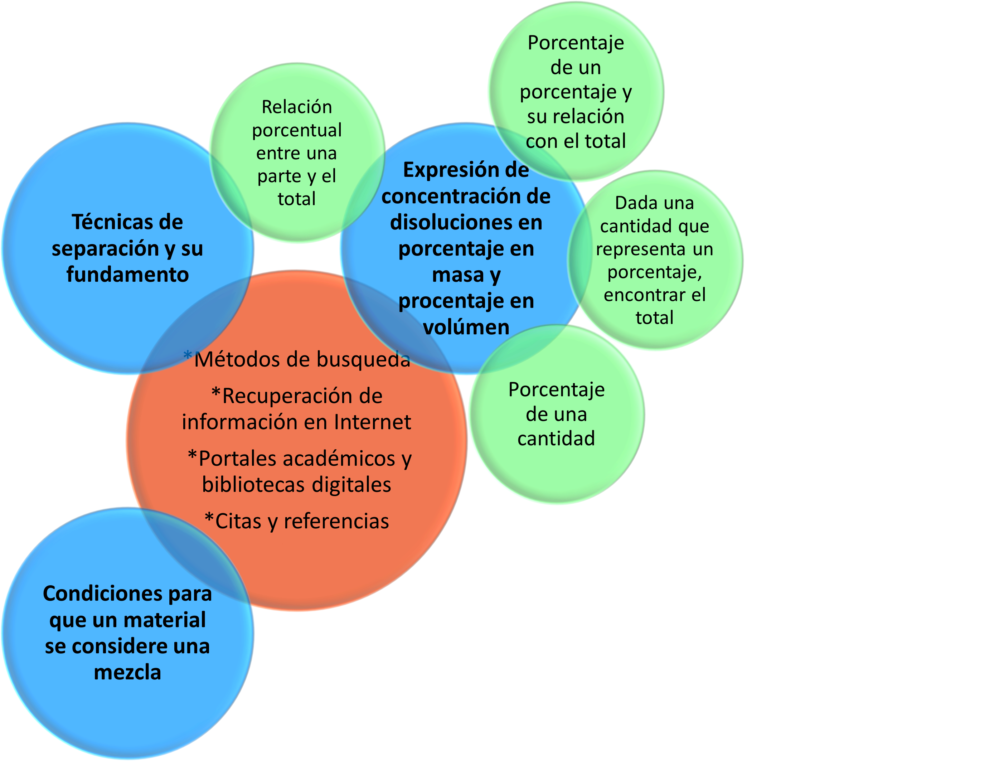 Porcentaje
de un
porcentaje y
su relación
con el total
Relación
porcentual
entre una
parte y el
total
Expresión de
concentración de
disoluciones en
porcentaje en
masa y
procentaje en
volúmen
Dada una
cantidad que
representa un
porcentaje,
encontrar el
total
Técnicas de
separación y su
fundamento
*Métodos de busqueda
*Recuperación de
información en Internet
*Portales académicos y
bibliotecas digitales
*Citas y referencias
Porcentaje
de una
cantidad
Condiciones para
que un material
se considere una
mezcla